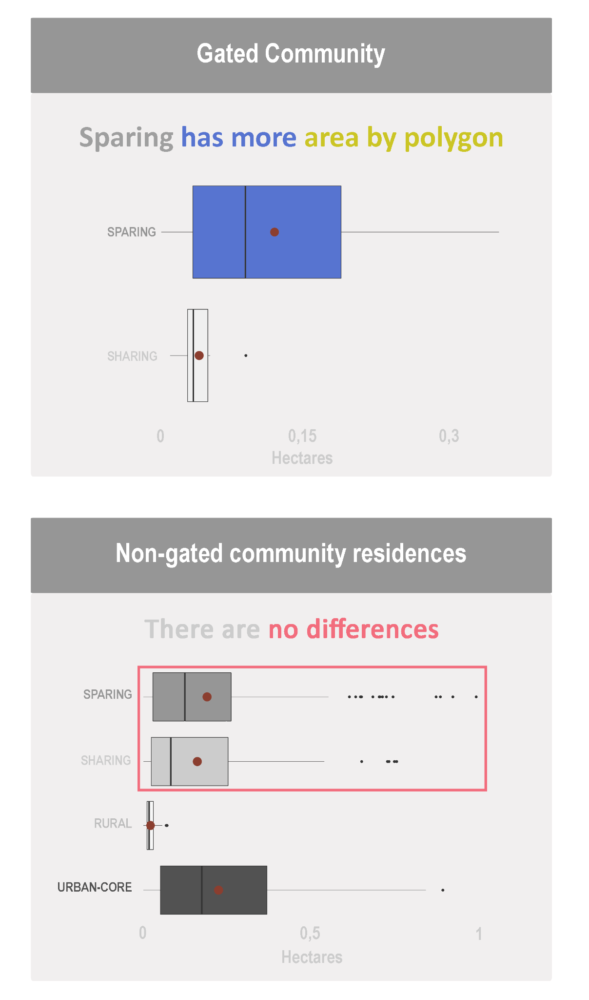 Gated Community
Sparing has more area by polygon
SPARING
SHARING
0 0,15 0,3
Hectares
Non-gated community residences
There are no differences
SPARING
SHARING
RURAL
URBAN-CORE
0 0,5 1
Hectares